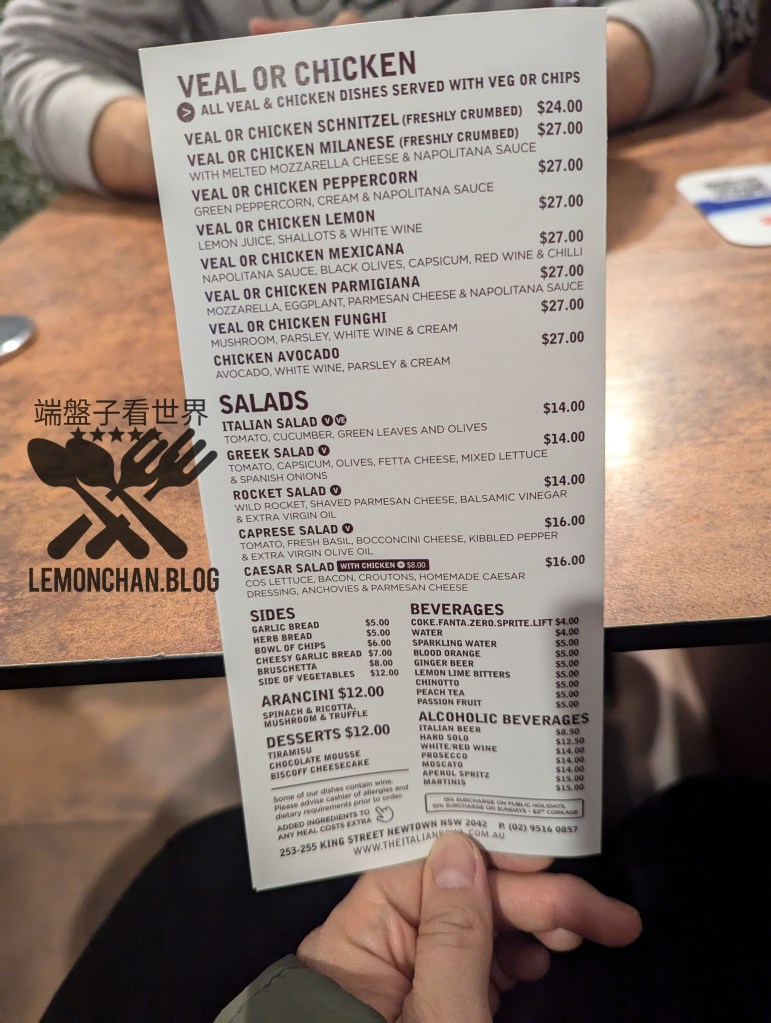 VEAL OR CHICKEN
> ALL VEAL & CHICKEN DISHES SERVED WITH VEG OR CHIPS
VEAL OR CHICKEN SCHNITZEL (FRESHLY CRUMBED) $24.00
VEAL OR CHICKEN MILANESE (FRESHLY CRUMBED) $27.00
WITH MELTED MOZZARELLA CHEESE & NAPOLITANA SAUCE
VEAL OR CHICKEN PEPPERCORN $27.00
GREEN PEPPERCORN, CREAM & NAPOLITANA SAUCE
VEAL OR CHICKEN LEMON $27.00
LEMON JUICE, SHALLOTS & WHITE WINE
VEAL OR CHICKEN MEXICANA $27.00
NAPOLITANA SAUCE, BLACK OLIVES, CAPSICUM, RED WINE & CHILLI
VEAL OR CHICKEN PARMIGIANA $27.00
MOZZARELLA, EGGPLANT, PARMESAN CHEESE & NAPOLITANA SAUCE
VEAL OR CHICKEN FUNGHI $27.00
MUSHROOM, PARSLEY, WHITE WINE & CREAM
CHICKEN AVOCADO $27.00
AVOCADO, WHITE WINE, PARSLEY & CREAM
SALADS
ITALIAN SALAD V VE $14.00
TOMATO, CUCUMBER, GREEN LEAVES AND OLIVES
GREEK SALAD V $14.00
TOMATO, CAPSICUM, OLIVES, FETTA CHEESE, MIXED LETTUCE
& SPANISH ONIONS
ROCKET SALAD V $14.00
WILD ROCKET, SHAVED PARMESAN CHEESE, BALSAMIC VINEGAR
& EXTRA VIRGIN OIL
CAPRESE SALAD V $16.00
TOMATO, FRESH BASIL, BOCCONCINI CHEESE, KIBBLED PEPPER
& EXTRA VIRGIN OLIVE OIL
CAESAR SALAD WITH CHICKEN + $8.00 $16.00
COS LETTUCE, BACON, CROUTONS, HOMEMADE CAESAR
DRESSING, ANCHOVIES & PARMESAN CHEESE
SIDES
GARLIC BREAD $5.00
HERB BREAD $5.00
BOWL OF CHIPS $6.00
CHEESY GARLIC BREAD $7.00
BRUSCHETTA $8.00
SIDE OF VEGETABLES $12.00
ARANCINI $12.00
SPINACH & RICOTTA,
MUSHROOM & TRUFFLE
DESSERTS $12.00
TIRAMISU
CHOCOLATE MOUSSE
BISCOFF CHEESECAKE
Some of our dishes contain wine.
Please advise cashier of allergies and
dietary requirements prior to order.
ADDED INGREDIENTS TO
ANY MEAL COSTS EXTRA
BEVERAGES
COKE.FANTA.ZERO.SPRITE.LIFT $4.00
WATER $4.00
SPARKLING WATER $5.00
BLOOD ORANGE $5.00
GINGER BEER $5.00
LEMON LIME BITTERS $5.00
CHINOTTO $5.00
PEACH TEA $5.00
PASSION FRUIT $5.00
ALCOHOLIC BEVERAGES
ITALIAN BEER $8.50
HARD SOLO $12.50
WHITE/RED WINE $14.00
PROSECCO $14.00
MOSCATO $14.00
APEROL SPRITZ $15.00
MARTINIS $15.00
15% SURCHARGE ON PUBLIC HOLIDAYS,
10% SURCHARGE ON SUNDAYS • CORKAGE
253-255 KING STREET NEWTOWN NSW 2042 P. (02) 9516 0857
端盤子看世界
LEMONCHAN.BLOG